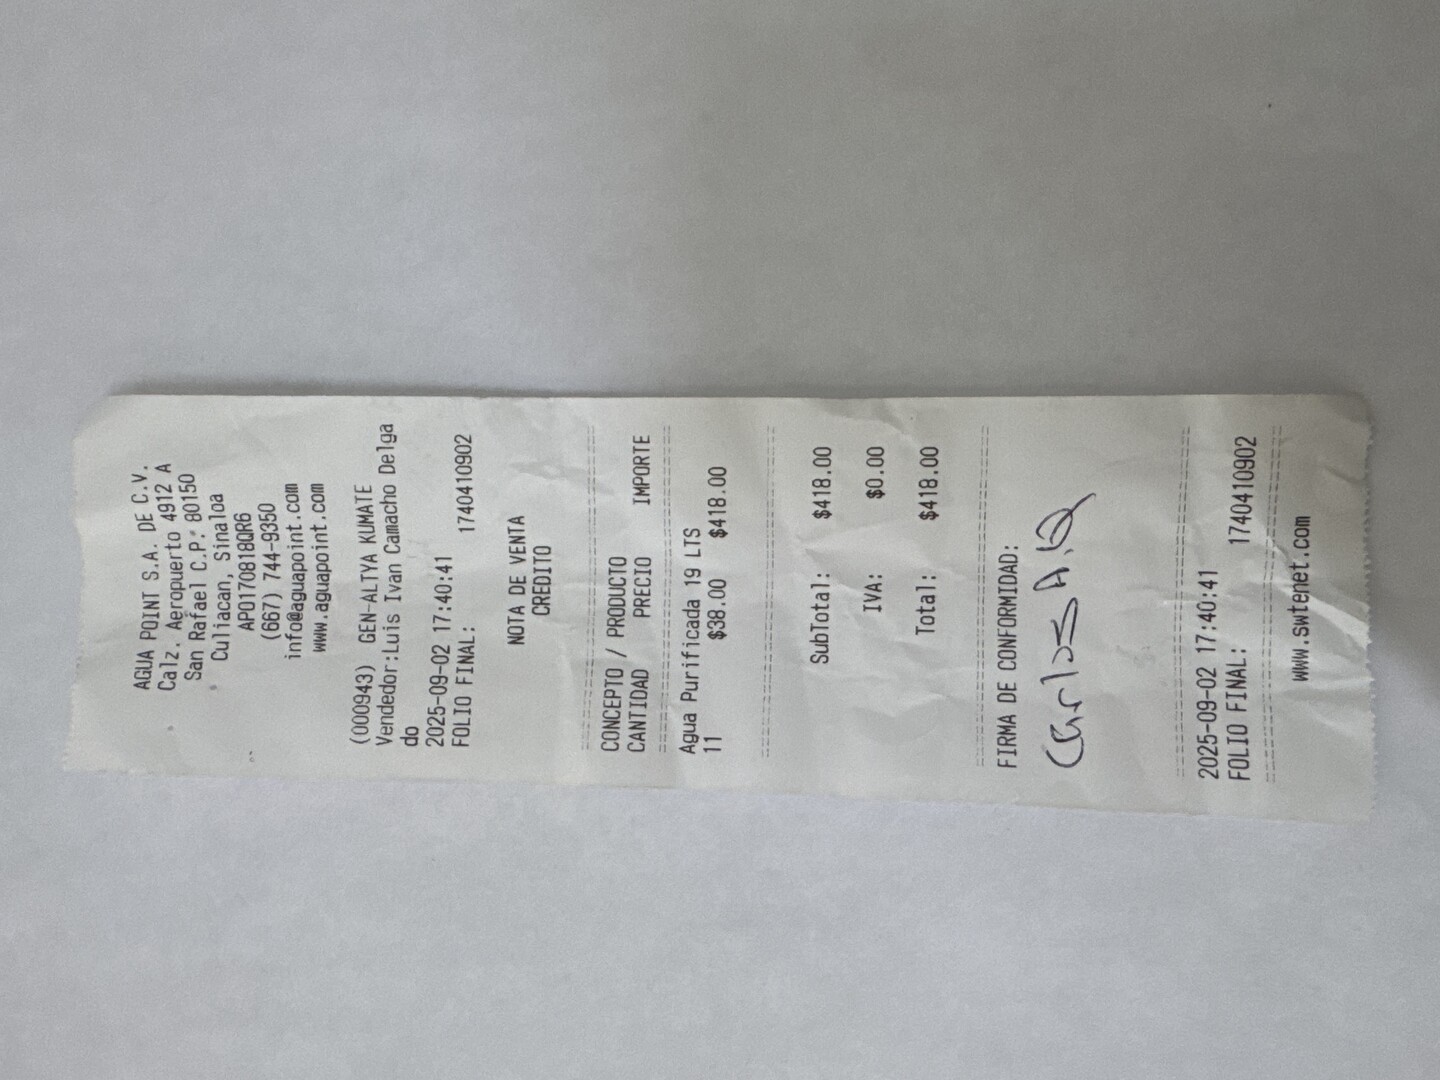 AGUA POINT S.A. DE C.V.
Calz. Aeropuerto 4912 A
San Rafael C.P. 80150
Culiacan, Sinaloa
APO170818QR6
(667) 744-9350
info@aguapoint.com
www.aguapoint.com
(000943) GEN-ALTYA KUMATE
Vendedor:Luis Ivan Camacho Delga
do
2025-09-02 17:40:41
FOLIO FINAL: 1740410902
NOTA DE VENTA
CREDITO
CONCEPTO / PRODUCTO
CANTIDAD PRECIO IMPORTE
Agua Purificada 19 LTS
11 $38.00 $418.00
SubTotal: $418.00
IVA: $0.00
Total: $418.00
FIRMA DE CONFORMIDAD:
Carlos A.
2025-09-02 17:40:41
FOLIO FINAL: 1740410902
www.swtenet.com